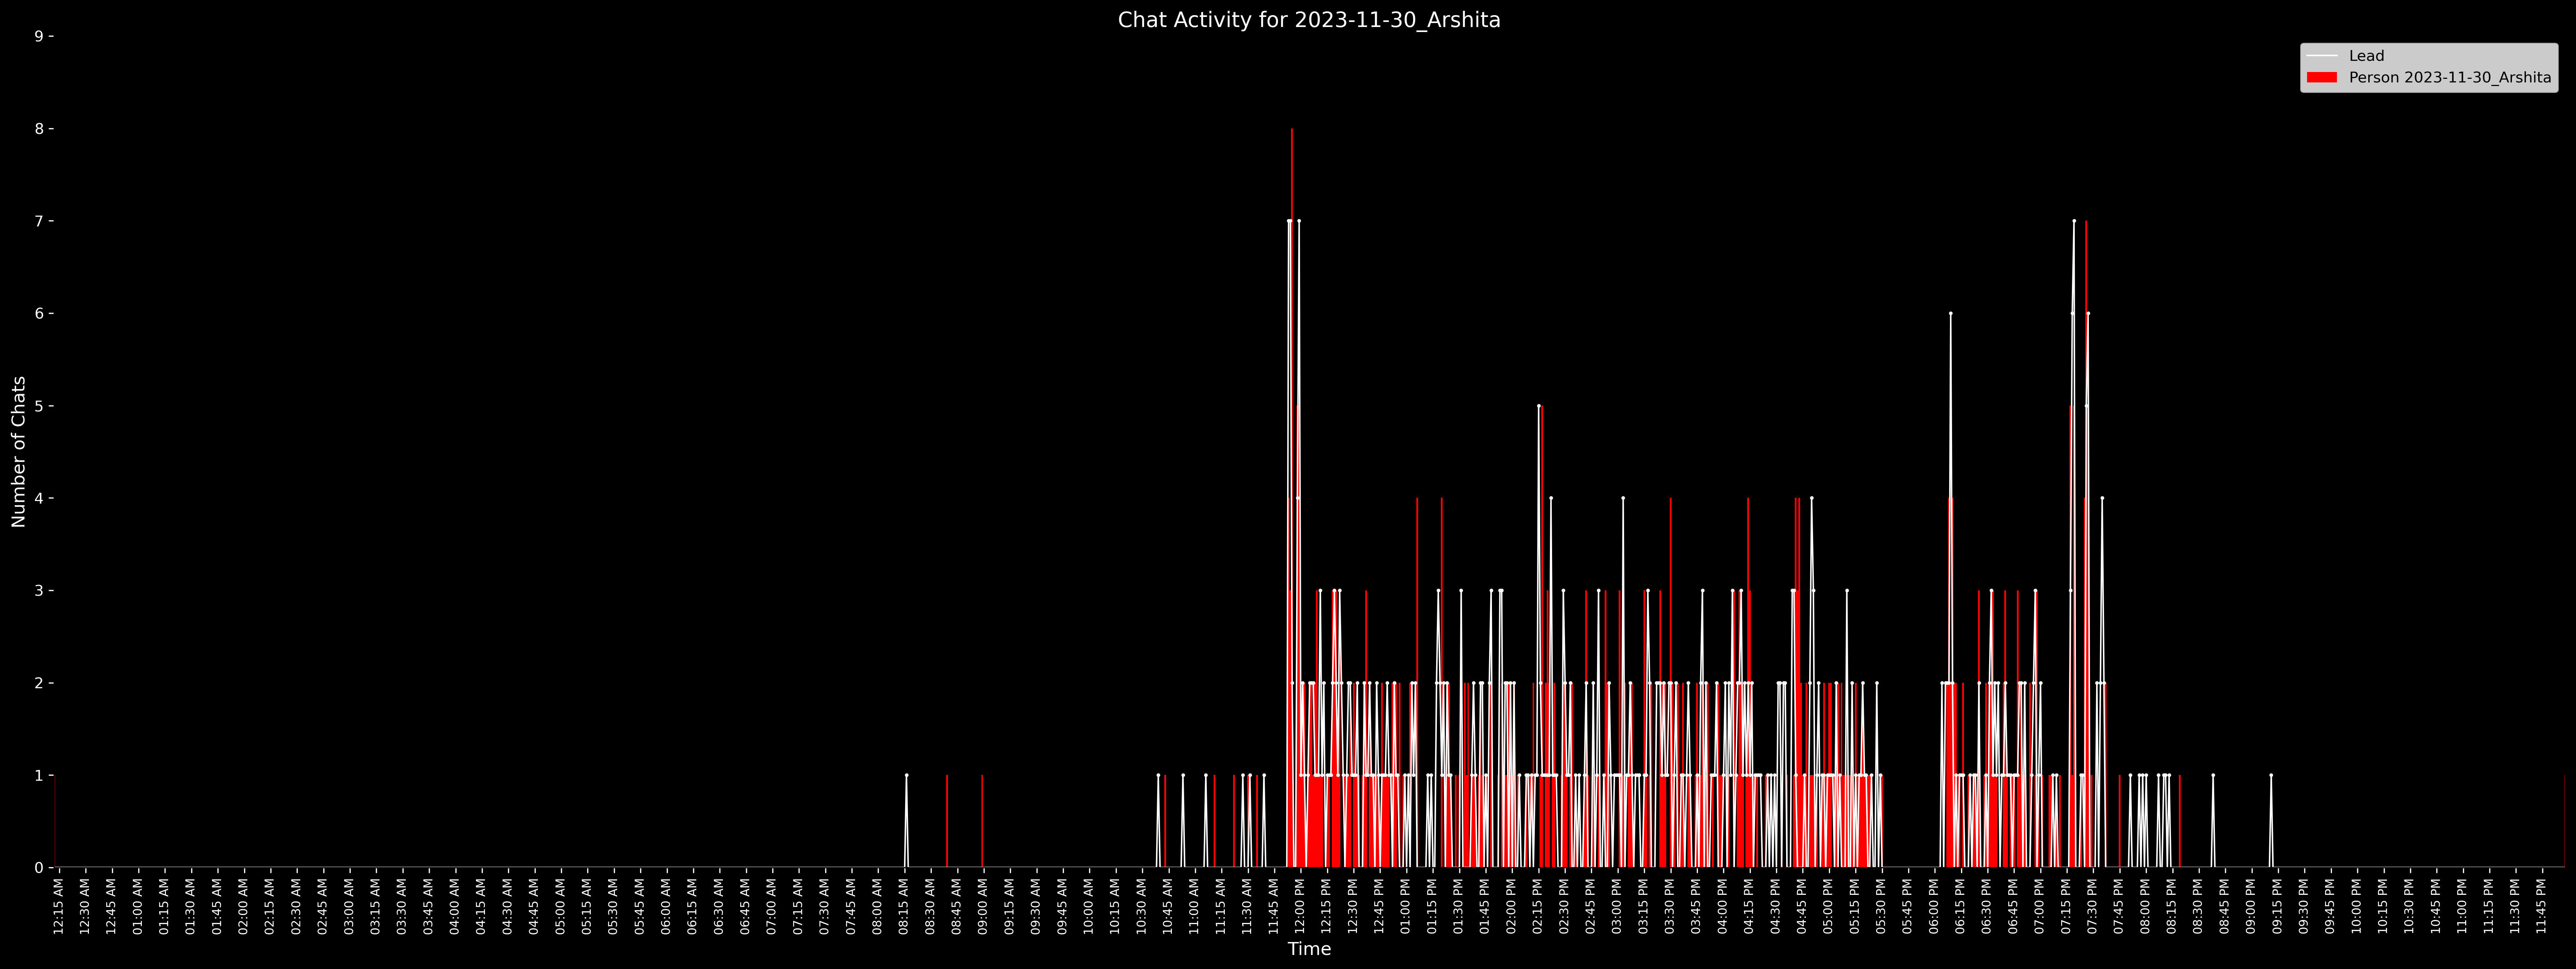 Chat Activity for 2023-11-30_Arshita
Lead
Person 2023-11-30_Arshita
Number of Chats
9
8
7
6
5
4
3
2
1
0
12:15 AM
12:30 AM
12:45 AM
01:00 AM
01:15 AM
01:30 AM
01:45 AM
02:00 AM
02:15 AM
02:30 AM
02:45 AM
03:00 AM
03:15 AM
03:30 AM
03:45 AM
04:00 AM
04:15 AM
04:30 AM
04:45 AM
05:00 AM
05:15 AM
05:30 AM
05:45 AM
06:00 AM
06:15 AM
06:30 AM
06:45 AM
07:00 AM
07:15 AM
07:30 AM
07:45 AM
08:00 AM
08:15 AM
08:30 AM
08:45 AM
09:00 AM
09:15 AM
09:30 AM
09:45 AM
10:00 AM
10:15 AM
10:30 AM
10:45 AM
11:00 AM
11:15 AM
11:30 AM
11:45 AM
12:00 PM
12:15 PM
12:30 PM
12:45 PM
01:00 PM
01:15 PM
01:30 PM
01:45 PM
02:00 PM
02:15 PM
02:30 PM
02:45 PM
03:00 PM
03:15 PM
03:30 PM
03:45 PM
04:00 PM
04:15 PM
04:30 PM
04:45 PM
05:00 PM
05:15 PM
05:30 PM
05:45 PM
06:00 PM
06:15 PM
06:30 PM
06:45 PM
07:00 PM
07:15 PM
07:30 PM
07:45 PM
08:00 PM
08:15 PM
08:30 PM
08:45 PM
09:00 PM
09:15 PM
09:30 PM
09:45 PM
10:00 PM
10:15 PM
10:30 PM
10:45 PM
11:00 PM
11:15 PM
11:30 PM
11:45 PM
Time